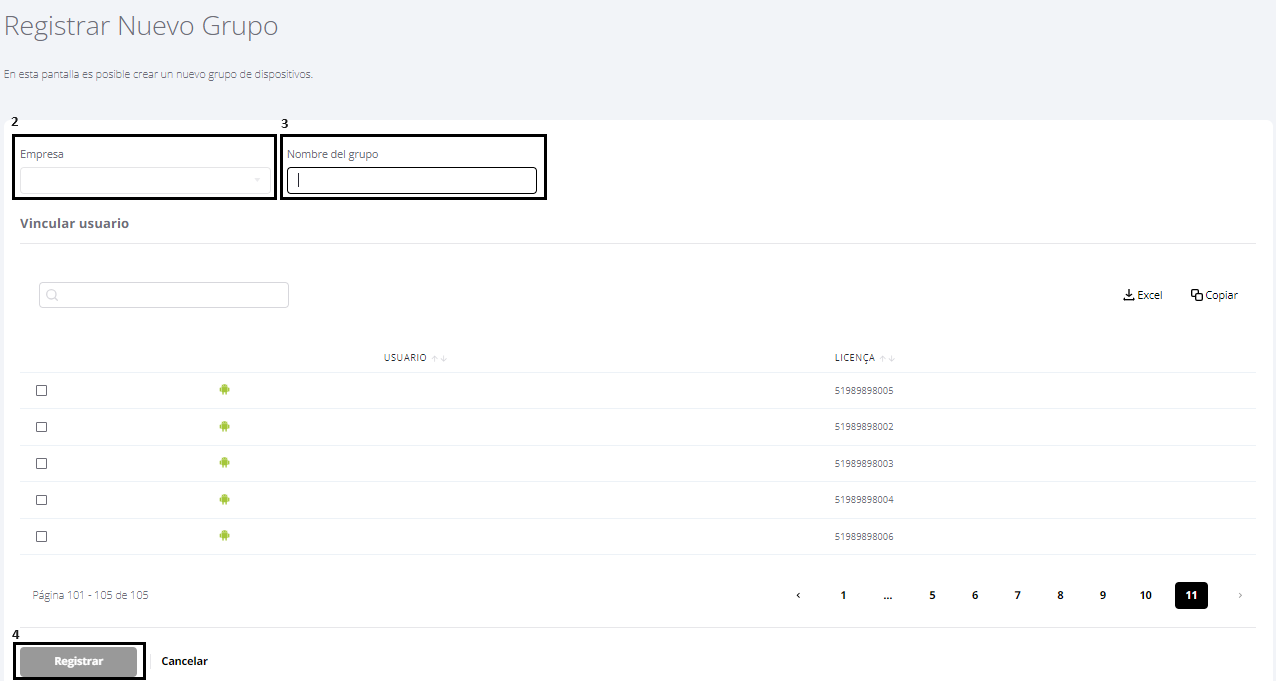 Registrar Nuevo Grupo
En esta pantalla es posible crear un nuevo grupo de dispositivos.
2
3
Empresa
Nombre del grupo
Vincular usuario
Excel
Copiar
USUARIO
LICENÇA
51989898005
51989898002
51989898003
51989898004
51989898006
Página 101 - 105 de 105
‹ 1 ... 5 6 7 8 9 10 11 ›
4
Registrar
Cancelar